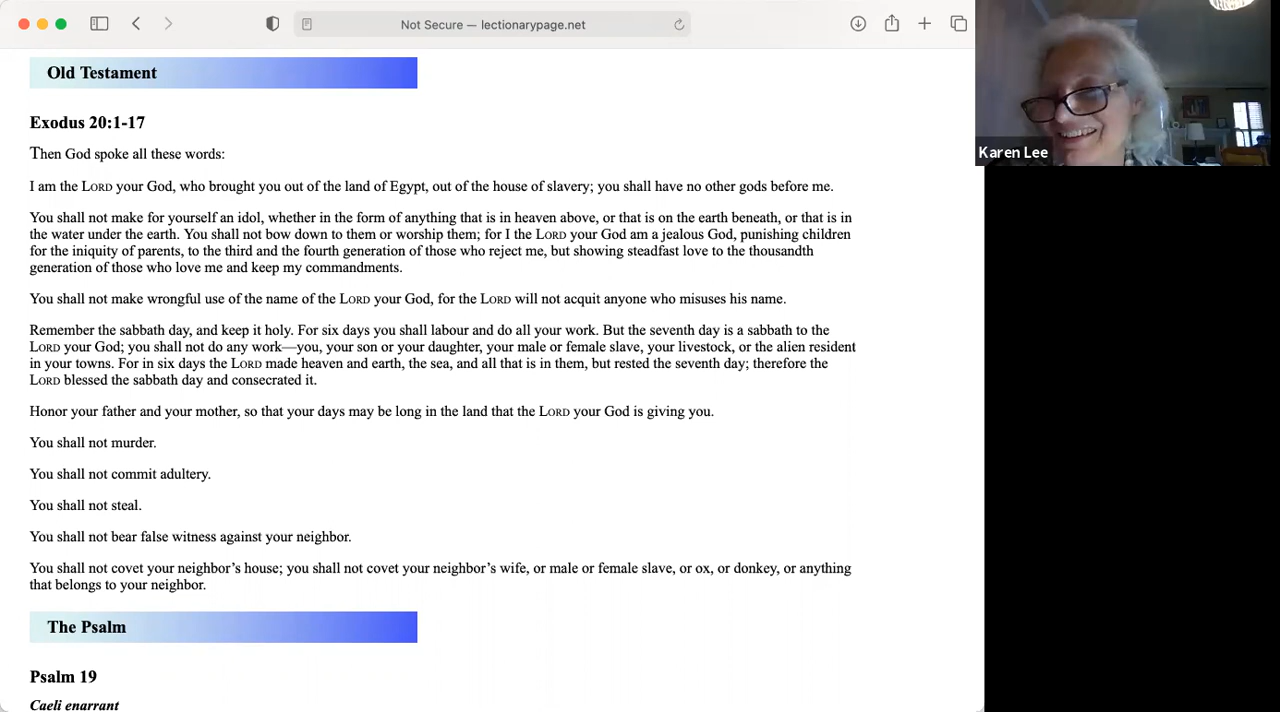 Not Secure — lectionarypage.net
Old Testament
Exodus 20:1-17
Then God spoke all these words:
I am the LORD your God, who brought you out of the land of Egypt, out of the house of slavery; you shall have no other gods before me.
You shall not make for yourself an idol, whether in the form of anything that is in heaven above, or that is on the earth beneath, or that is in
the water under the earth. You shall not bow down to them or worship them; for I the LORD your God am a jealous God, punishing children
for the iniquity of parents, to the third and the fourth generation of those who reject me, but showing steadfast love to the thousandth
generation of those who love me and keep my commandments.
You shall not make wrongful use of the name of the LORD your God, for the LORD will not acquit anyone who misuses his name.
Remember the sabbath day, and keep it holy. For six days you shall labour and do all your work. But the seventh day is a sabbath to the
LORD your God; you shall not do any work—you, your son or your daughter, your male or female slave, your livestock, or the alien resident
in your towns. For in six days the LORD made heaven and earth, the sea, and all that is in them, but rested the seventh day; therefore the
LORD blessed the sabbath day and consecrated it.
Honor your father and your mother, so that your days may be long in the land that the LORD your God is giving you.
You shall not murder.
You shall not commit adultery.
You shall not steal.
You shall not bear false witness against your neighbor.
You shall not covet your neighbor’s house; you shall not covet your neighbor’s wife, or male or female slave, or ox, or donkey, or anything
that belongs to your neighbor.
The Psalm
Psalm 19
Caeli enarrant
Karen Lee